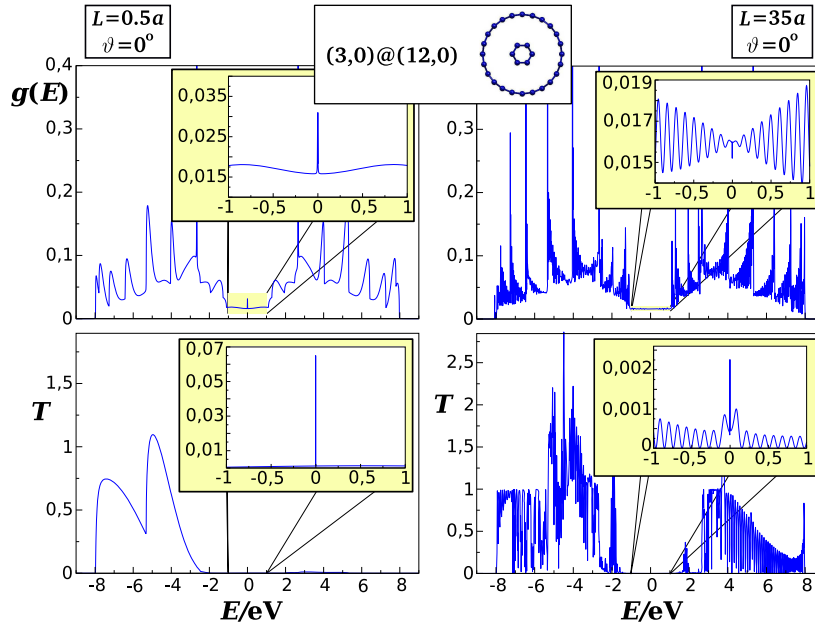 L=0.5a
ϑ=0°
(3,0)@(12,0)
L=35a
ϑ=0°
g(E)
0,4
0,3
0,2
0,1
0
0,035
0,025
0,015
-1 -0,5 0 0,5 1
0,019
0,017
0,015
-1 -0,5 0 0,5 1
T
1,5
1
0,5
0
0,07
0,05
0,03
0,01
-1 -0,5 0 0,5 1
-8 -6 -4 -2 0 2 4 6 8
E/eV
T
2,5
2
1,5
1
0,5
0
0,002
0,001
0
-1 -0,5 0 0,5 1
-8 -6 -4 -2 0 2 4 6 8
E/eV
0,3
0,2
0,1
0